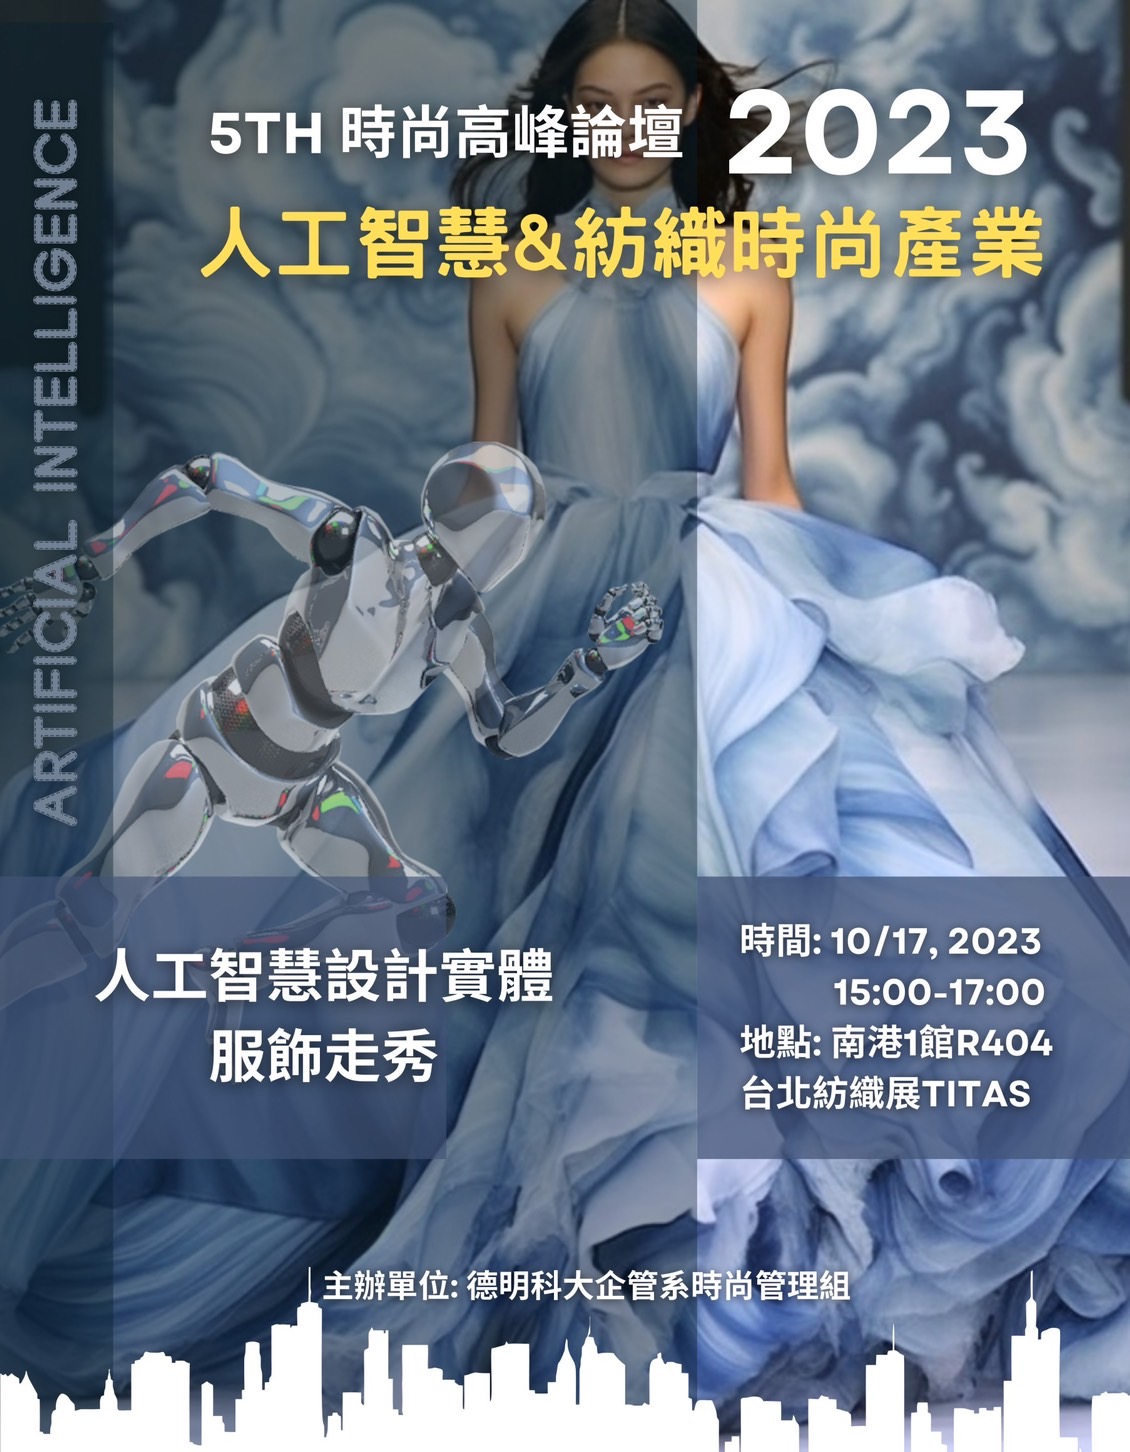 5TH 時尚高峰論壇 2023
人工智慧&紡織時尚產業
ARTIFICIAL INTELLIGENCE
人工智慧設計實體
服飾走秀
時間: 10/17, 2023
15:00-17:00
地點: 南港1館R404
台北紡織展TITAS
主辦單位: 德明科大企管系時尚管理組